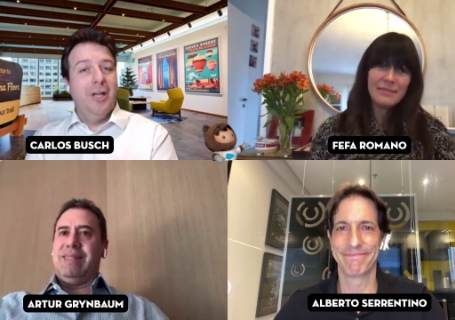 CARLOS BUSCH
FEFA ROMANO
ARTUR GRYNBAUM
ALBERTO SERRENTINO